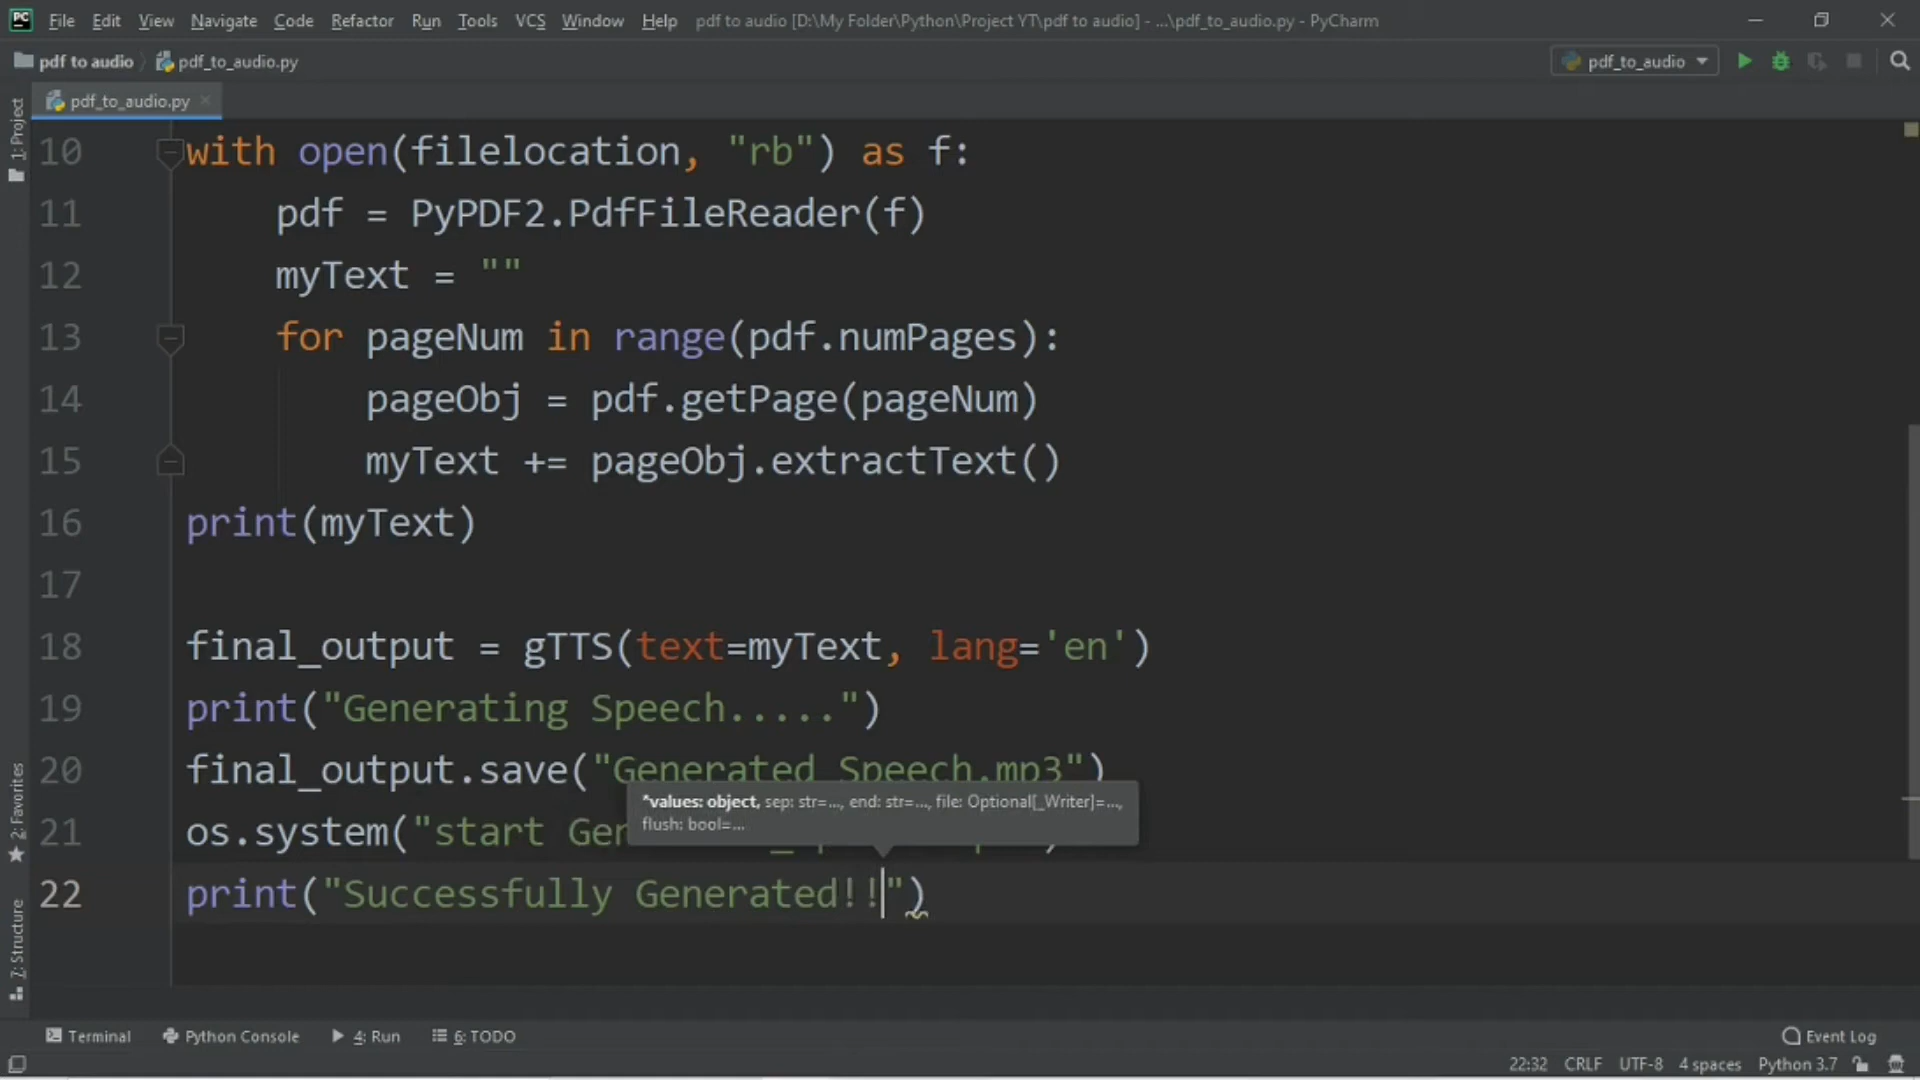 PC File Edit View Navigate Code Refactor Run Tools VCS Window Help pdf to audio [D:\My Folder\Python\Project YT\pdf to audio] - ...\pdf_to_audio.py - PyCharm
pdf to audio pdf_to_audio.py pdf_to_audio
pdf_to_audio.py
1: Project
2: Favorites
7: Structure
10 with open(filelocation, "rb") as f:
11 pdf = PyPDF2.PdfFileReader(f)
12 myText = ""
13 for pageNum in range(pdf.numPages):
14 pageObj = pdf.getPage(pageNum)
15 myText += pageObj.extractText()
16 print(myText)
17
18 final_output = gTTS(text=myText, lang='en')
19 print("Generating Speech.....")
20 final_output.save("Generated Speech.mp3")
*values: object, sep: str=..., end: str=..., file: Optional[_Writer]=...,
flush: bool=...
21 os.system("start Ge
22 print("Successfully Generated!!")
Terminal Python Console 4: Run 6: TODO Event Log
22:32 CRLF UTF-8 4 spaces Python 3.7